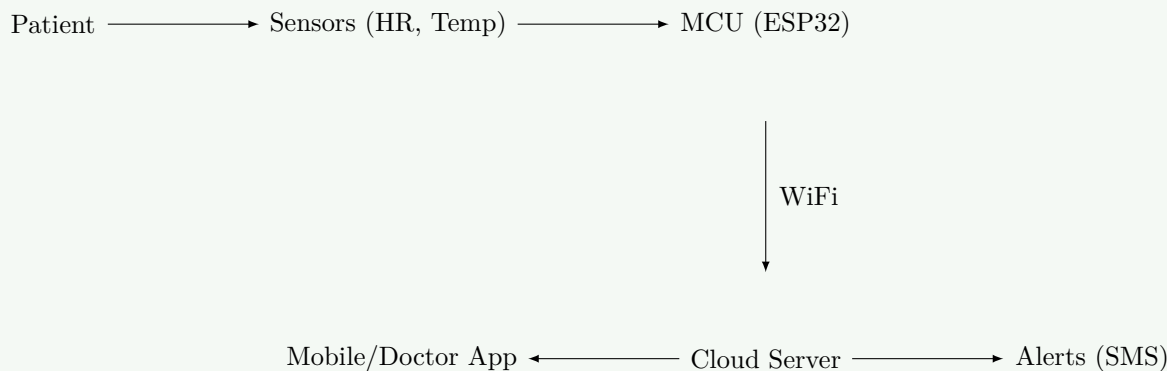 Patient
Sensors (HR, Temp)
MCU (ESP32)
WiFi
Mobile/Doctor App
Cloud Server
Alerts (SMS)